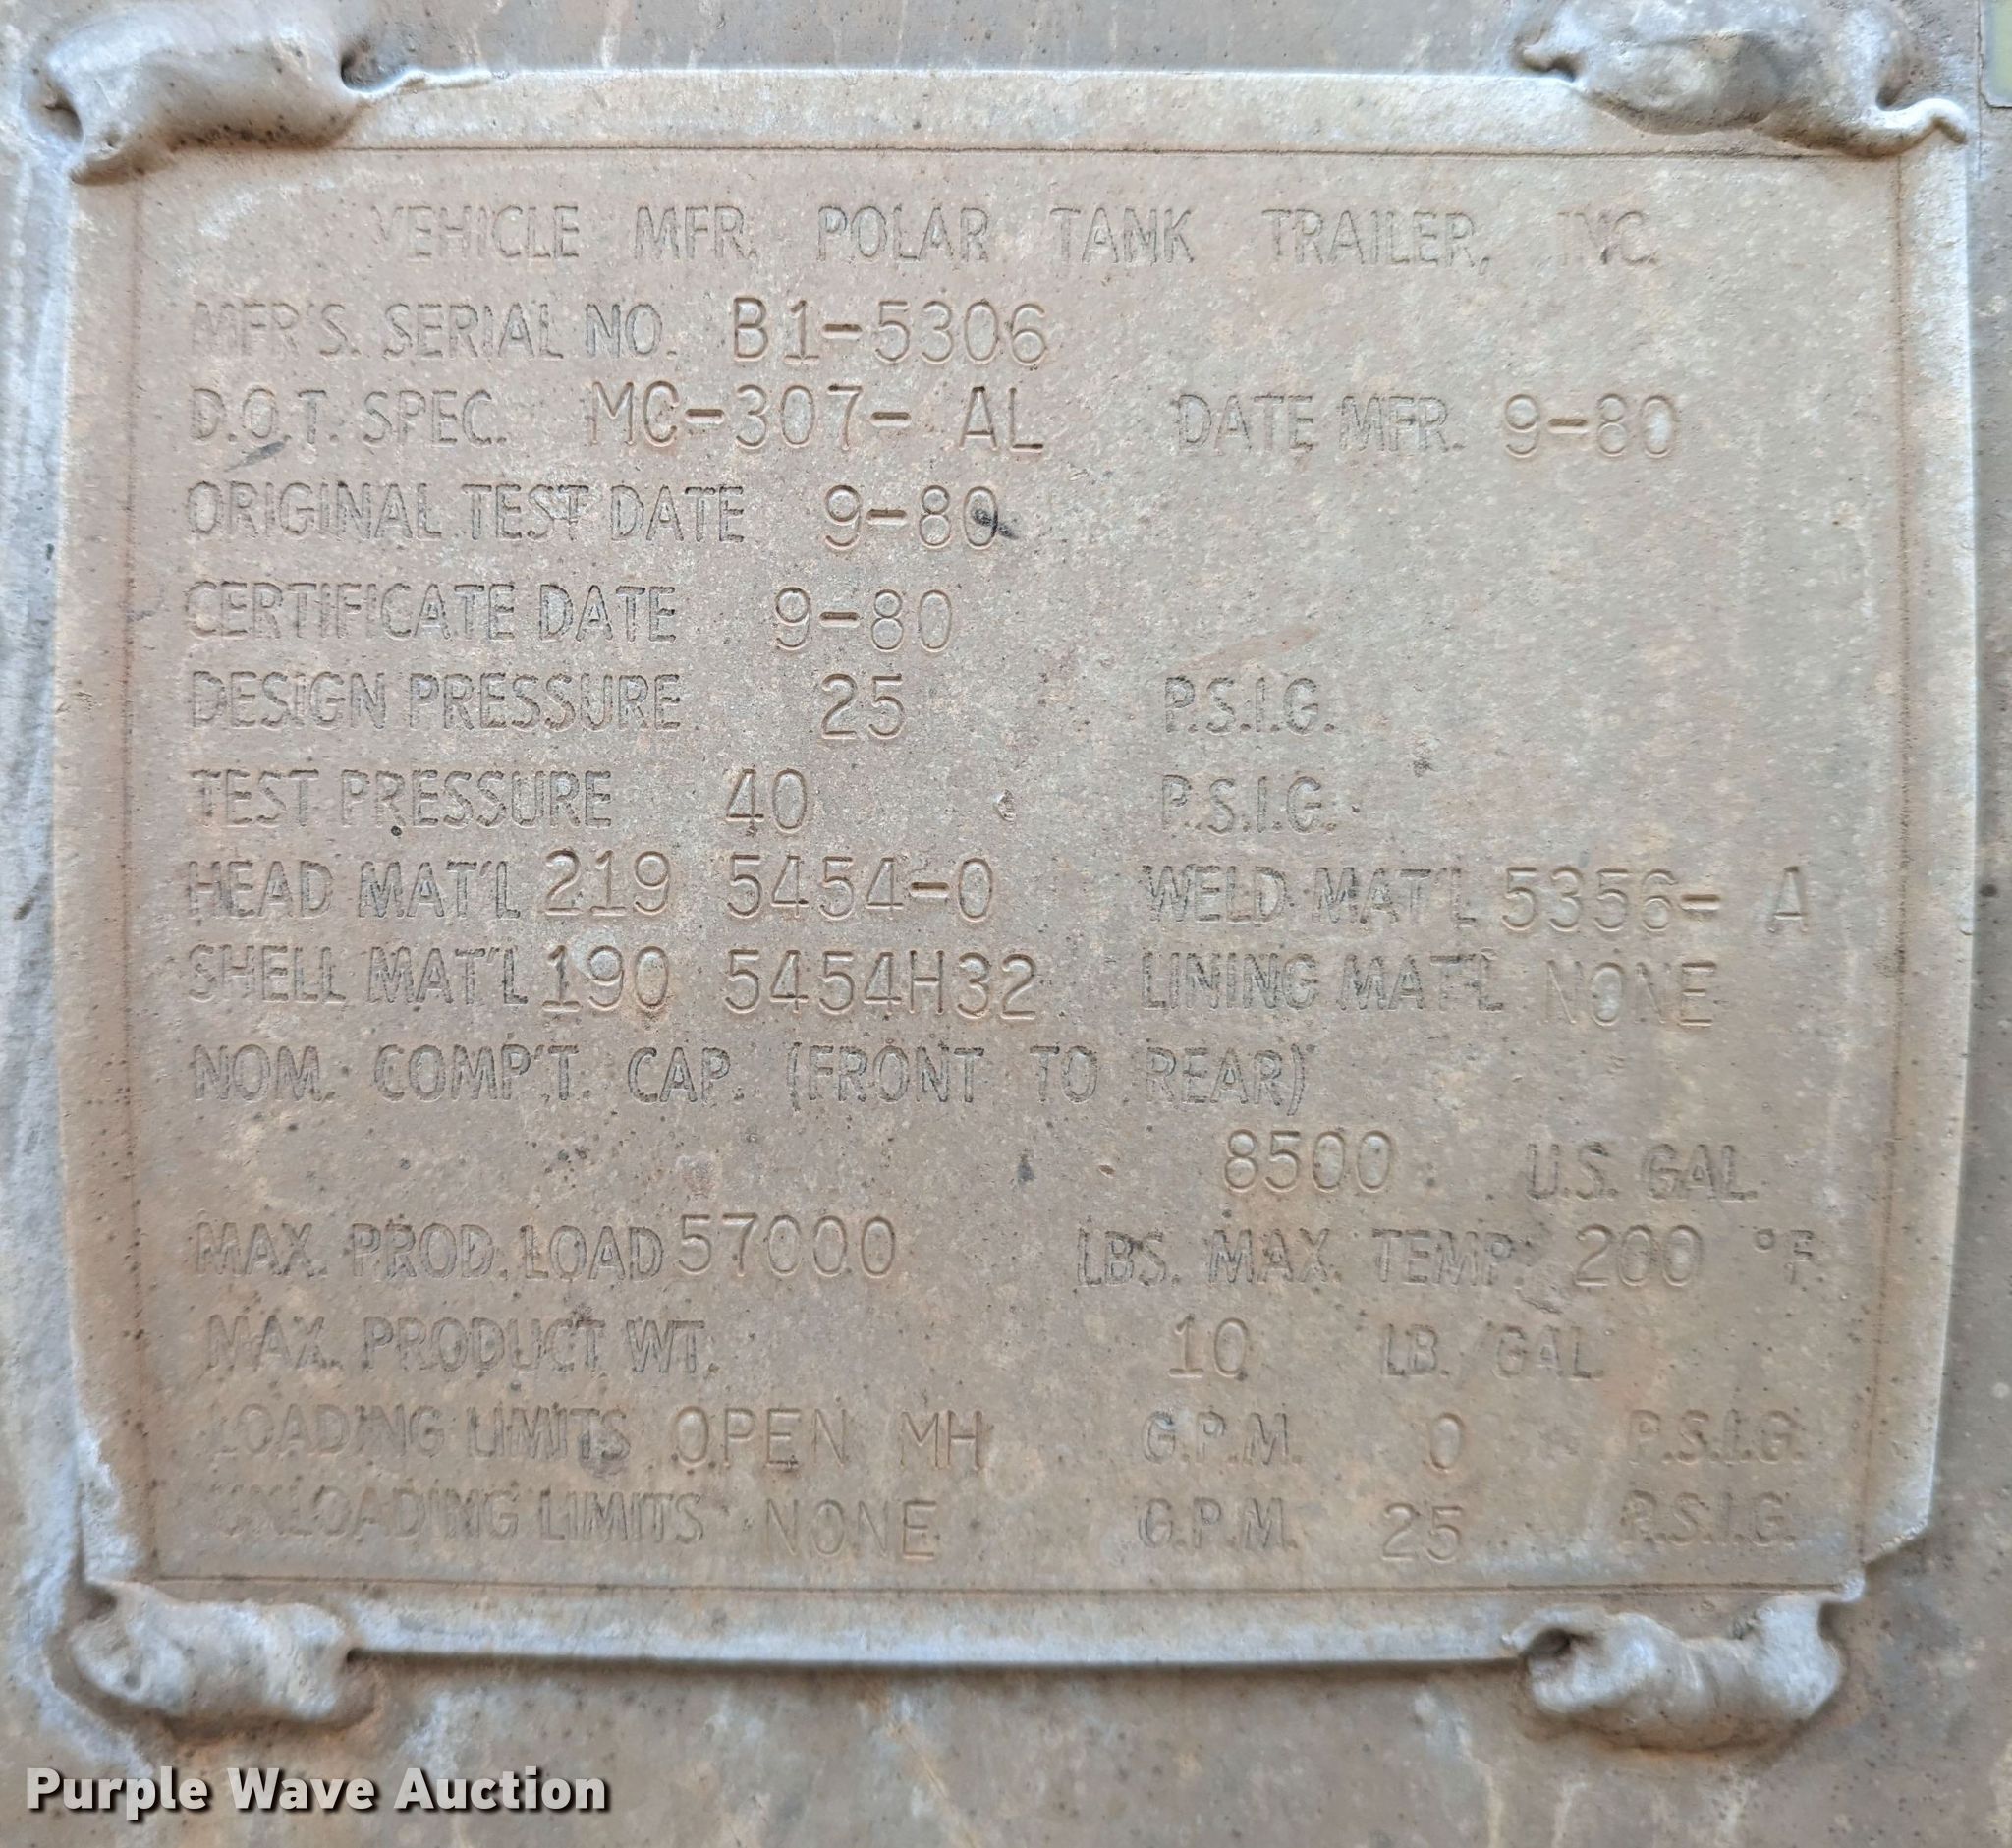 VEHICLE MFR. POLAR TANK TRAILER, INC.
MFR'S. SERIAL NO. B1-5306
D.O.T. SPEC. MC-307- AL DATE MFR. 9-80
ORIGINAL TEST DATE 9-80
CERTIFICATE DATE 9-80
DESIGN PRESSURE 25 P.S.I.G.
TEST PRESSURE 40 P.S.I.G.
HEAD MAT'L 219 5454-0 WELD MAT'L 5356- A
SHELL MAT'L 190 5454H32 LINING MAT'L NONE
NOM. COMP'T. CAP. (FRONT TO REAR)
8500 U.S. GAL.
MAX. PROD. LOAD 57000 LBS. MAX. TEMP. 200 °F.
MAX. PRODUCT WT. 10 LB./GAL.
LOADING LIMITS OPEN MH G.P.M. 0 P.S.I.G.
UNLOADING LIMITS NONE G.P.M. 25 P.S.I.G.
Purple Wave Auction